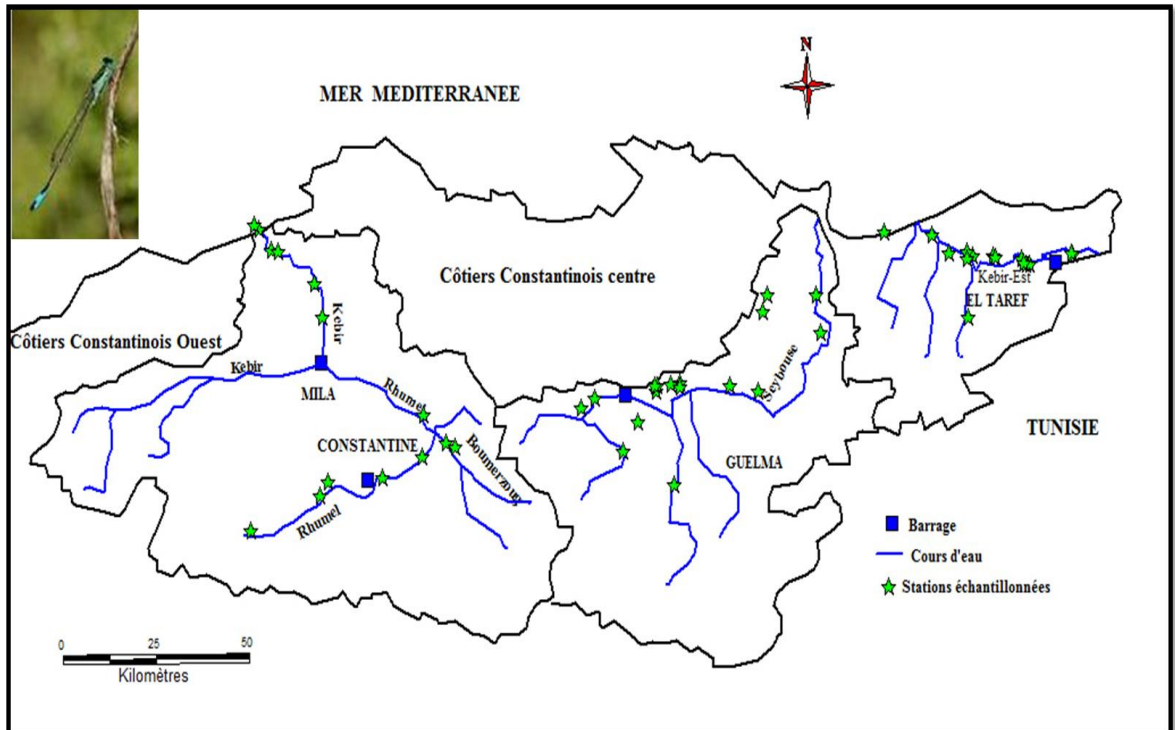 N
MER MEDITERRANEE
Côtiers Constantinois centre
Kebir-Est
EL TAREF
Kebir
Côtiers Constantinois Ouest
Kebir
MILA
Rhumel
Seybouse
TUNISIE
CONSTANTINE
Boumerzoug
GUELMA
Rhumel
Barrage
Cours d'eau
Stations échantillonnées
0 25 50
Kilomètres